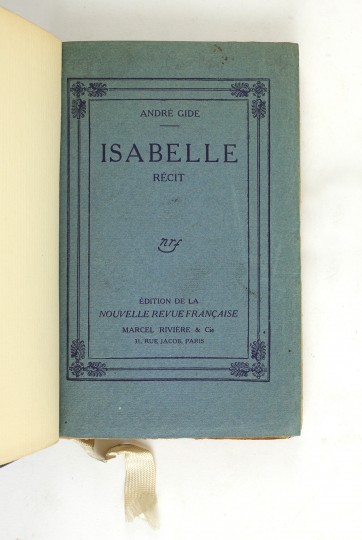 ANDRÉ GIDE
ISABELLE
RÉCIT
nrf
ÉDITION DE LA
NOUVELLE REVUE FRANÇAISE
MARCEL RIVIÈRE & Cie
31, RUE JACOB, PARIS